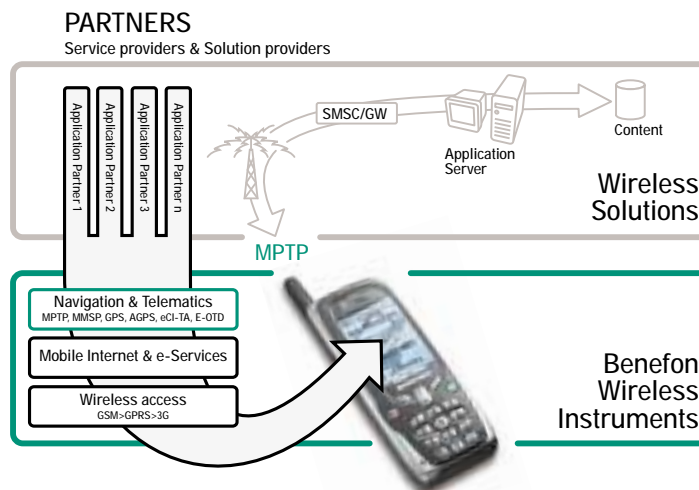 PARTNERS
Service providers & Solution providers
Application Partner 1
Application Partner 2
Application Partner 3
Application Partner n
SMSC/GW
Application
Server
Content
Wireless
Solutions
MPTP
Navigation & Telematics
MPTP, MMSP, GPS, AGPS, eCI-TA, E-OTD
Mobile Internet & e-Services
Wireless access
GSM>GPRS>3G
Benefon
Wireless
Instruments